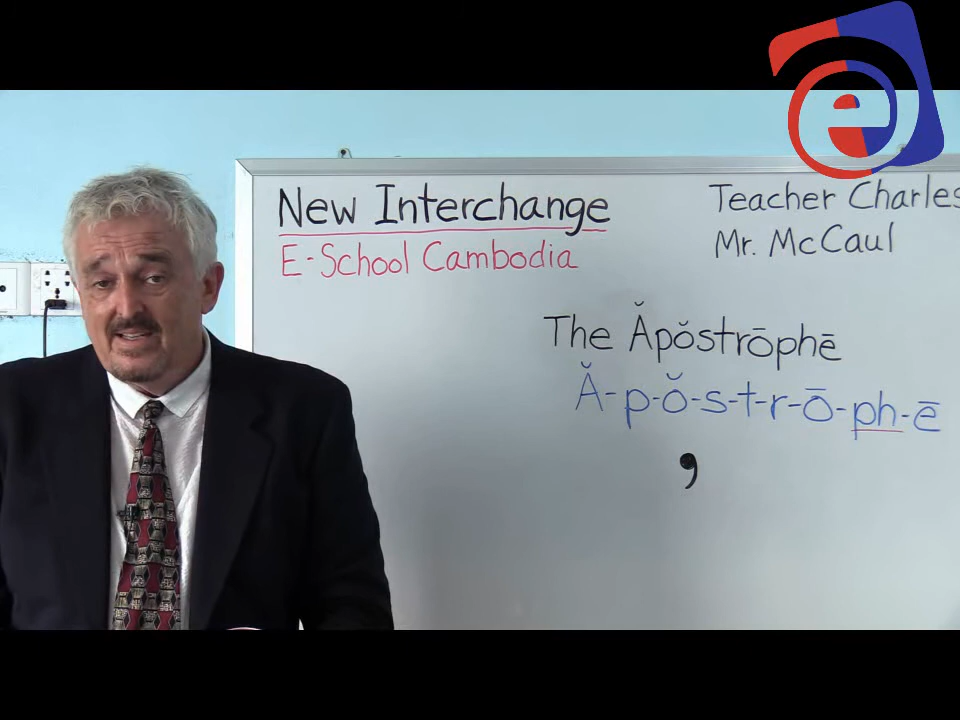 e
New Interchange
E-School Cambodia
Teacher Charles
Mr. McCaul
The Ăpŏstrōphē
Ă-p-ŏ-s-t-r-ō-ph-ē
,